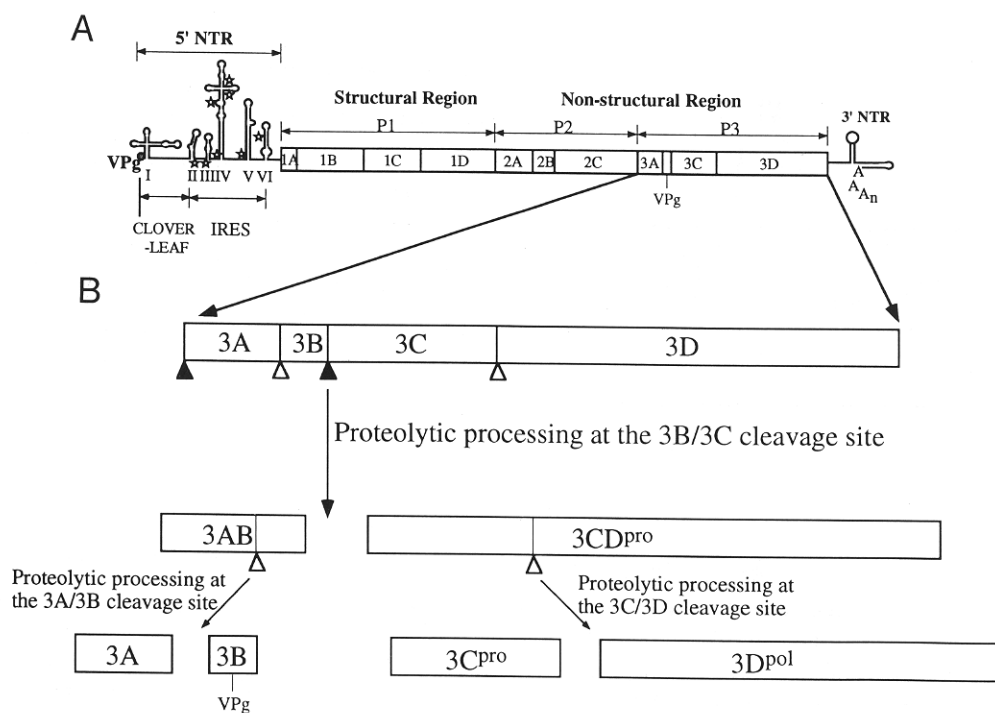 A
5' NTR
Structural Region
Non-structural Region
P1
P2
P3
3' NTR
VPg
I
II
III
IV
V
VI
1A
1B
1C
1D
2A
2B
2C
3A
3C
3D
VPg
A
A
An
CLOVER
-LEAF
IRES
B
3A
3B
3C
3D
Proteolytic processing at the 3B/3C cleavage site
3AB
3CDpro
Proteolytic processing at
the 3A/3B cleavage site
Proteolytic processing at
the 3C/3D cleavage site
3A
3B
3Cpro
3Dpol
VPg